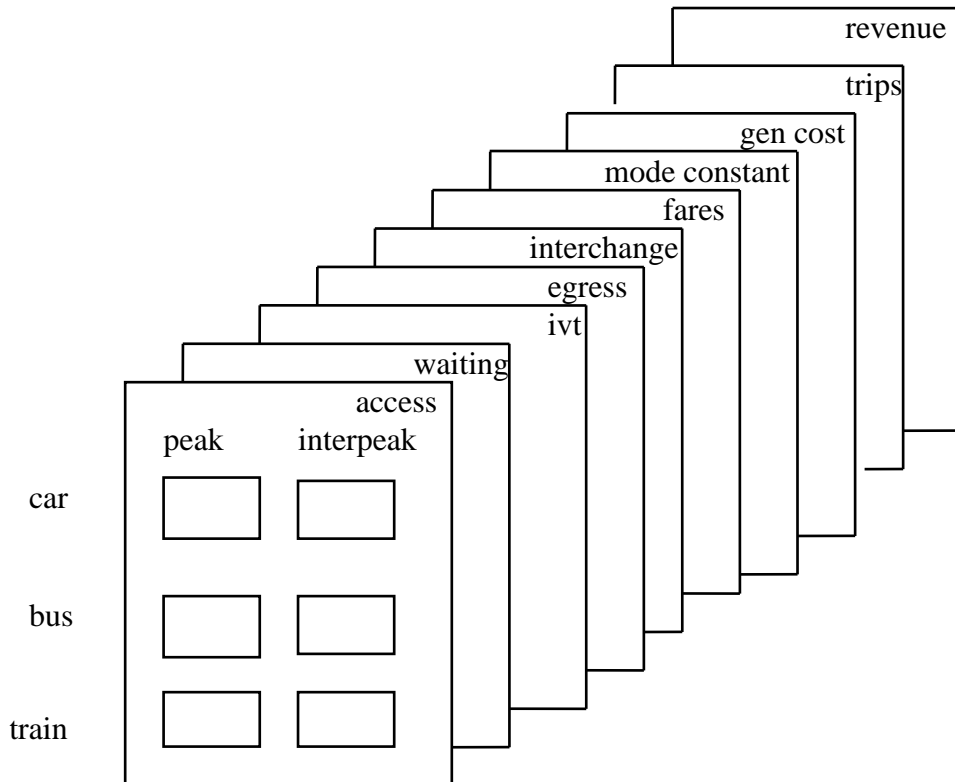 revenue
trips
gen cost
mode constant
fares
interchange
egress
ivt
waiting
access
peak interpeak
car
bus
train